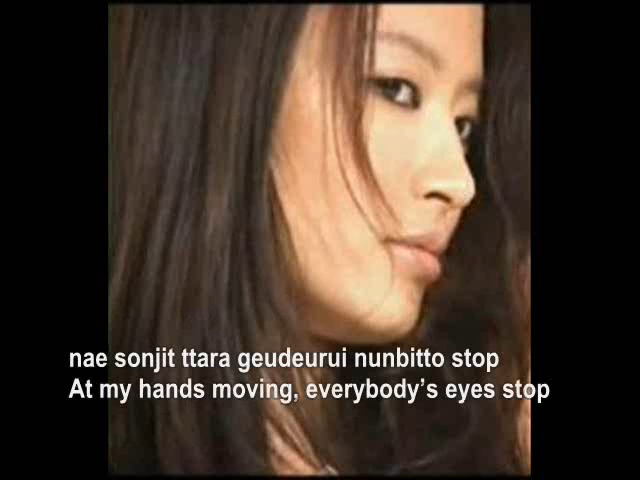 nae sonjit ttara geudeurui nunbitto stop
At my hands moving, everybody's eyes stop